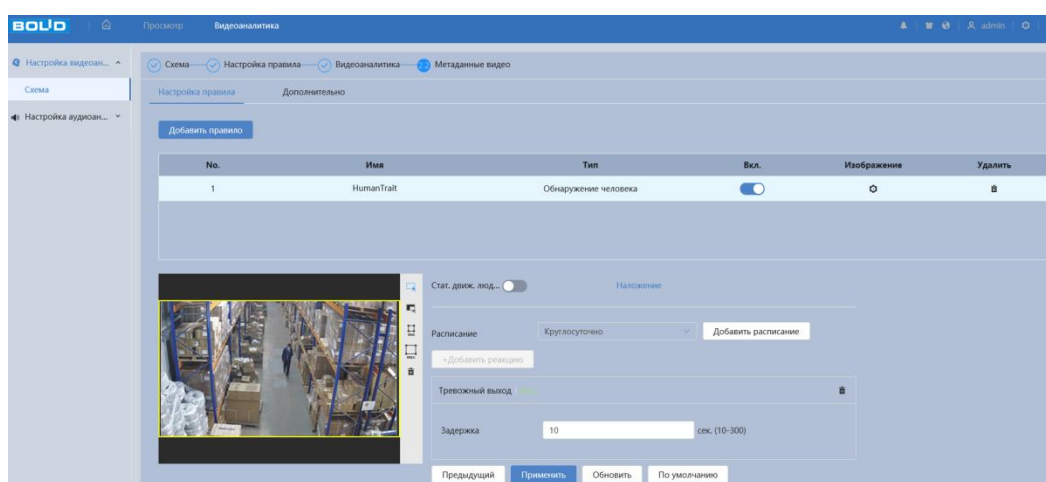 BOLID Просмотр Видеоаналитика admin
Настройка видеоан...
Схема
Настройка аудиоан...
Схема Настройка правила Видеоаналитика Метаданные видео
Настройка правила Дополнительно
Добавить правило
No. Имя Тип Вкл. Изображение Удалить
1 HumanTrait Обнаружение человека
Стат. движ. люд... Наложение
Расписание Круглосуточно Добавить расписание
+Добавить реакцию
Тревожный выход
Задержка 10 сек. (10-300)
Предыдущий Применить Обновить По умолчанию